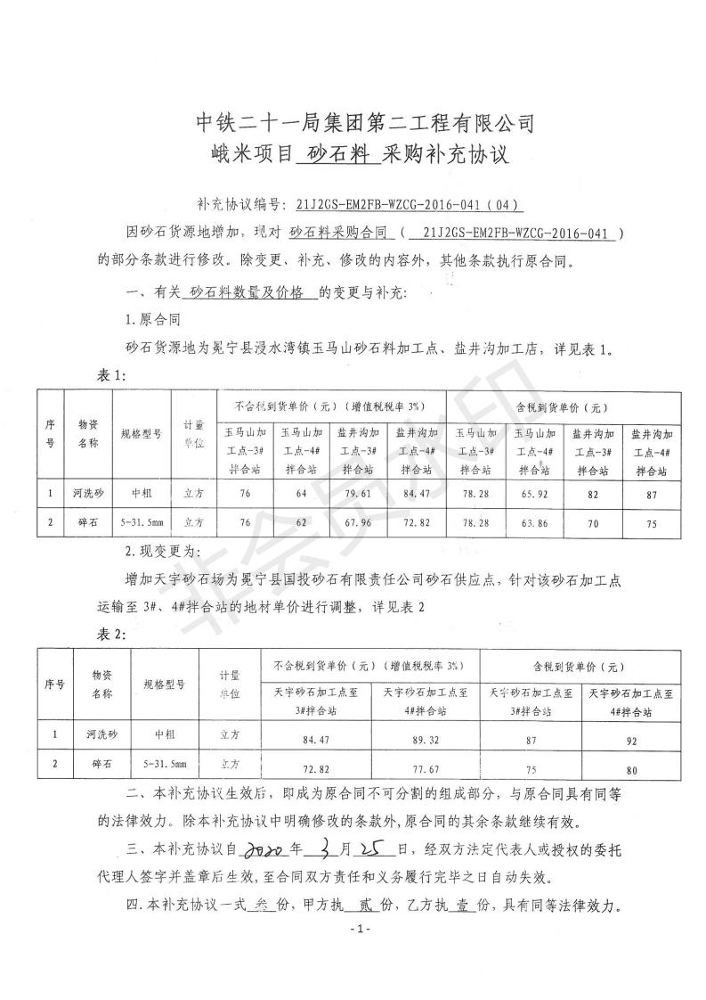 中铁二十一局集团第二工程有限公司
峨米项目 砂石料 采购补充协议
补充协议编号：21J2GS-EM2FB-WZCG-2016-041（04）
因砂石货源地增加，现对 砂石料采购合同（ 21J2GS-EM2FB-WZCG-2016-041 ）
的部分条款进行修改。除变更、补充、修改的内容外，其他条款执行原合同。
一、有关 砂石料数量及价格 的变更与补充：
1.原合同
砂石货源地为冕宁县漫水湾镇玉马山砂石料加工点、盐井沟加工店，详见表 1。
表 1：
序号 物资名称 规格型号 计量单位 不含税到货单价（元）（增值税税率 3%） 含税到货单价（元）
玉马山加工点-3#拌合站 玉马山加工点-4#拌合站 盐井沟加工点-3#拌合站 盐井沟加工点-4#拌合站 玉马山加工点-3#拌合站 玉马山加工点-4#拌合站 盐井沟加工点-3#拌合站 盐井沟加工点-4#拌合站
1 河洗砂 中粗 立方 76 64 79.61 84.47 78.28 65.92 82 87
2 碎石 5-31.5mm 立方 76 62 67.96 72.82 78.28 63.86 70 75
2.现变更为：
增加天宇砂石场为冕宁县国投砂石有限责任公司砂石供应点，针对该砂石加工点
运输至 3#、4#拌合站的地材单价进行调整，详见表 2
表 2：
序号 物资名称 规格型号 计量单位 不含税到货单价（元）（增值税税率 3%） 含税到货单价（元）
天宇砂石加工点至3#拌合站 天宇砂石加工点至4#拌合站 天宇砂石加工点至3#拌合站 天宇砂石加工点至4#拌合站
1 河洗砂 中粗 立方 84.47 89.32 87 92
2 碎石 5-31.5mm 立方 72.82 77.67 75 80
二、本补充协议生效后，即成为原合同不可分割的组成部分，与原合同具有同等
的法律效力。除本补充协议中明确修改的条款外,原合同的其余条款继续有效。
三、本补充协议自 2020 年 3 月 25 日，经双方法定代表人或授权的委托
代理人签字并盖章后生效,至合同双方责任和义务履行完毕之日自动失效。
四.本补充协议一式 叁 份，甲方执 贰 份，乙方执 壹 份，具有同等法律效力。
-1-
非会员水印